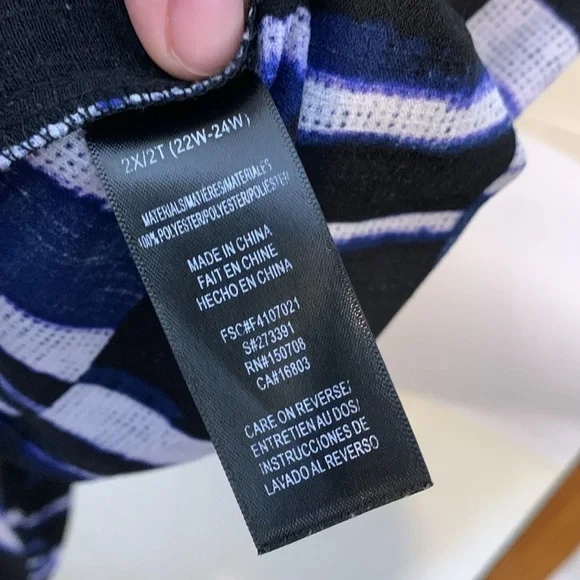 2X/2T (22W-24W)
MATERIALS/MATIÈRES/MATERIALES
100% POLYESTER/POLYESTER/POLIÉSTER
MADE IN CHINA
FAIT EN CHINE
HECHO EN CHINA
FSC#F4107021
S#273391
RN#150708
CA#16803
CARE ON REVERSE/
ENTRETIEN AU DOS/
INSTRUCCIONES DE
LAVADO AL REVERSO